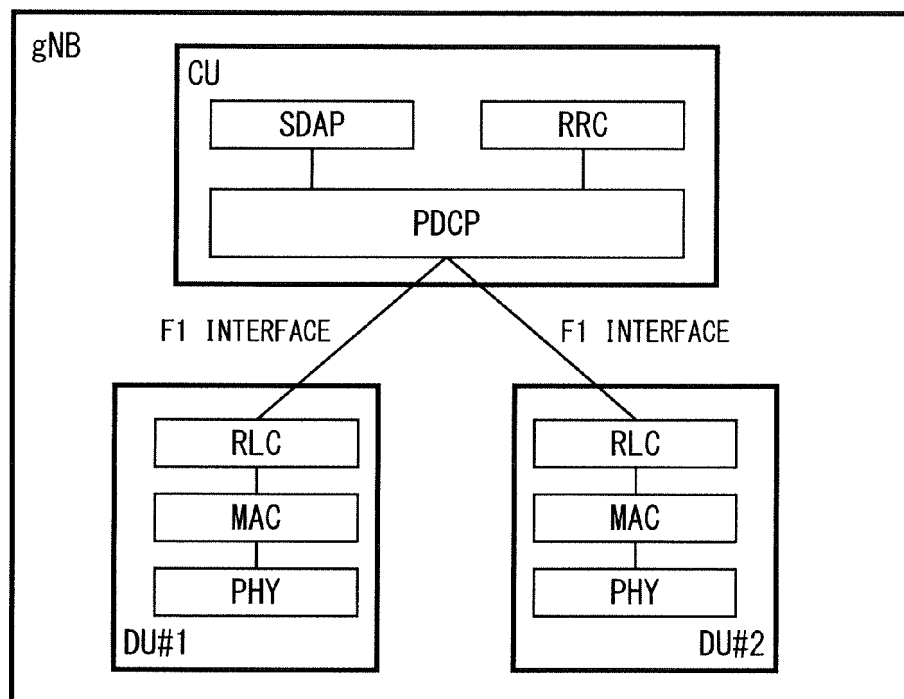 gNB
CU
SDAP
RRC
PDCP
F1 INTERFACE
F1 INTERFACE
RLC
MAC
PHY
DU#1
RLC
MAC
PHY
DU#2